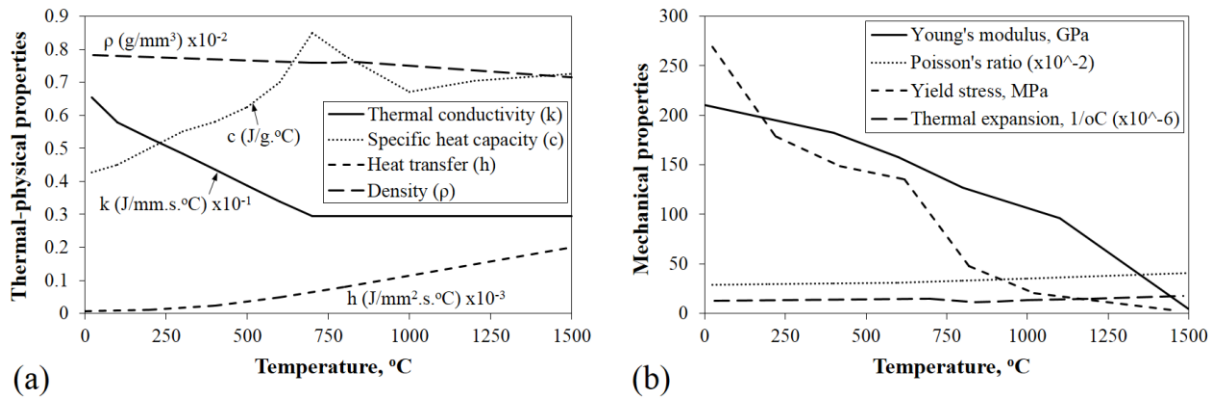 0.9
0.8
0.7
0.6
0.5
0.4
0.3
0.2
0.1
0
Thermal-physical properties
ρ (g/mm³) x10⁻²
c (J/g.ᵒC)
k (J/mm.s.ᵒC) x10⁻¹
h (J/mm².s.ᵒC) x10⁻³
Thermal conductivity (k)
Specific heat capacity (c)
Heat transfer (h)
Density (ρ)
0 250 500 750 1000 1250 1500
Temperature, ᵒC
(a)
300
250
200
150
100
50
0
Mechanical properties
Young's modulus, GPa
Poisson's ratio (x10^-2)
Yield stress, MPa
Thermal expansion, 1/oC (x10^-6)
0 250 500 750 1000 1250 1500
Temperature, ᵒC
(b)